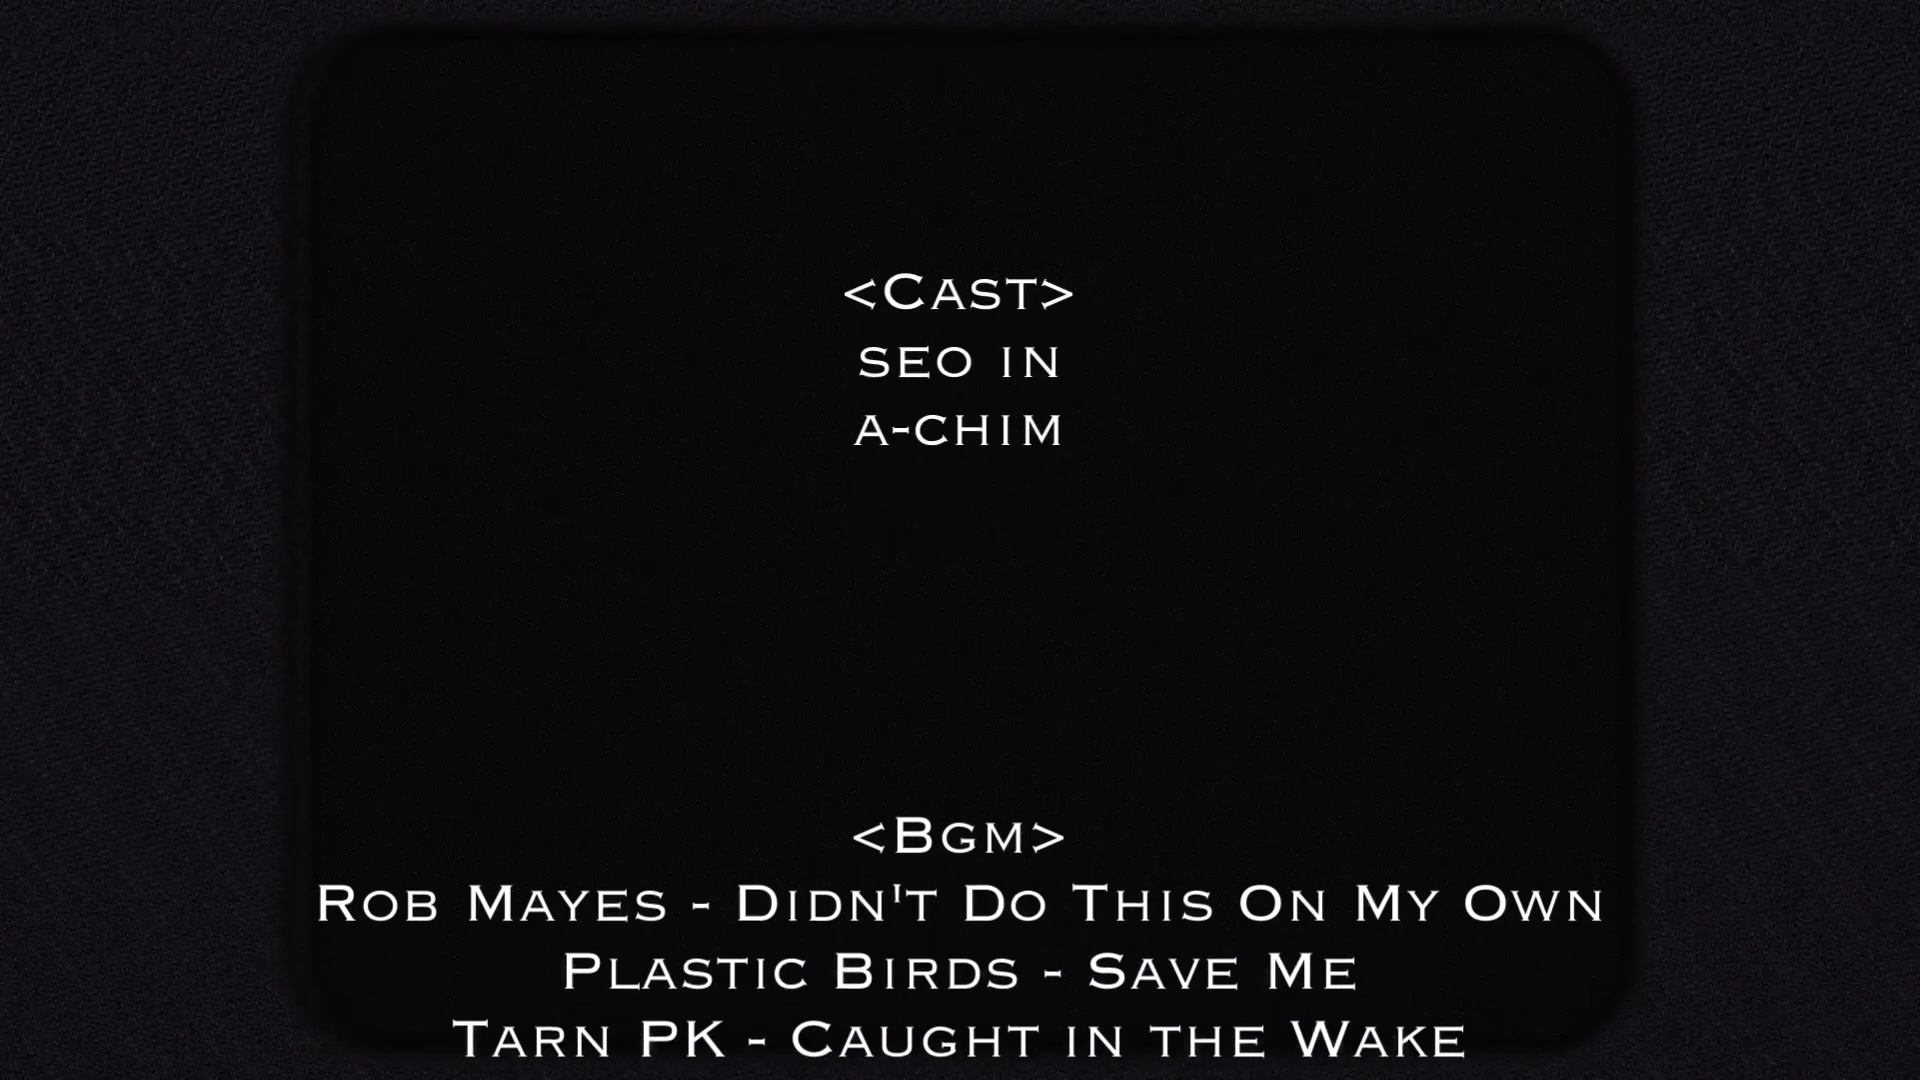 <Cast>
SEO IN
A-CHIM
<Bgm>
Rob Mayes - Didn't Do This On My Own
Plastic Birds - Save Me
Tarn PK - Caught in the Wake